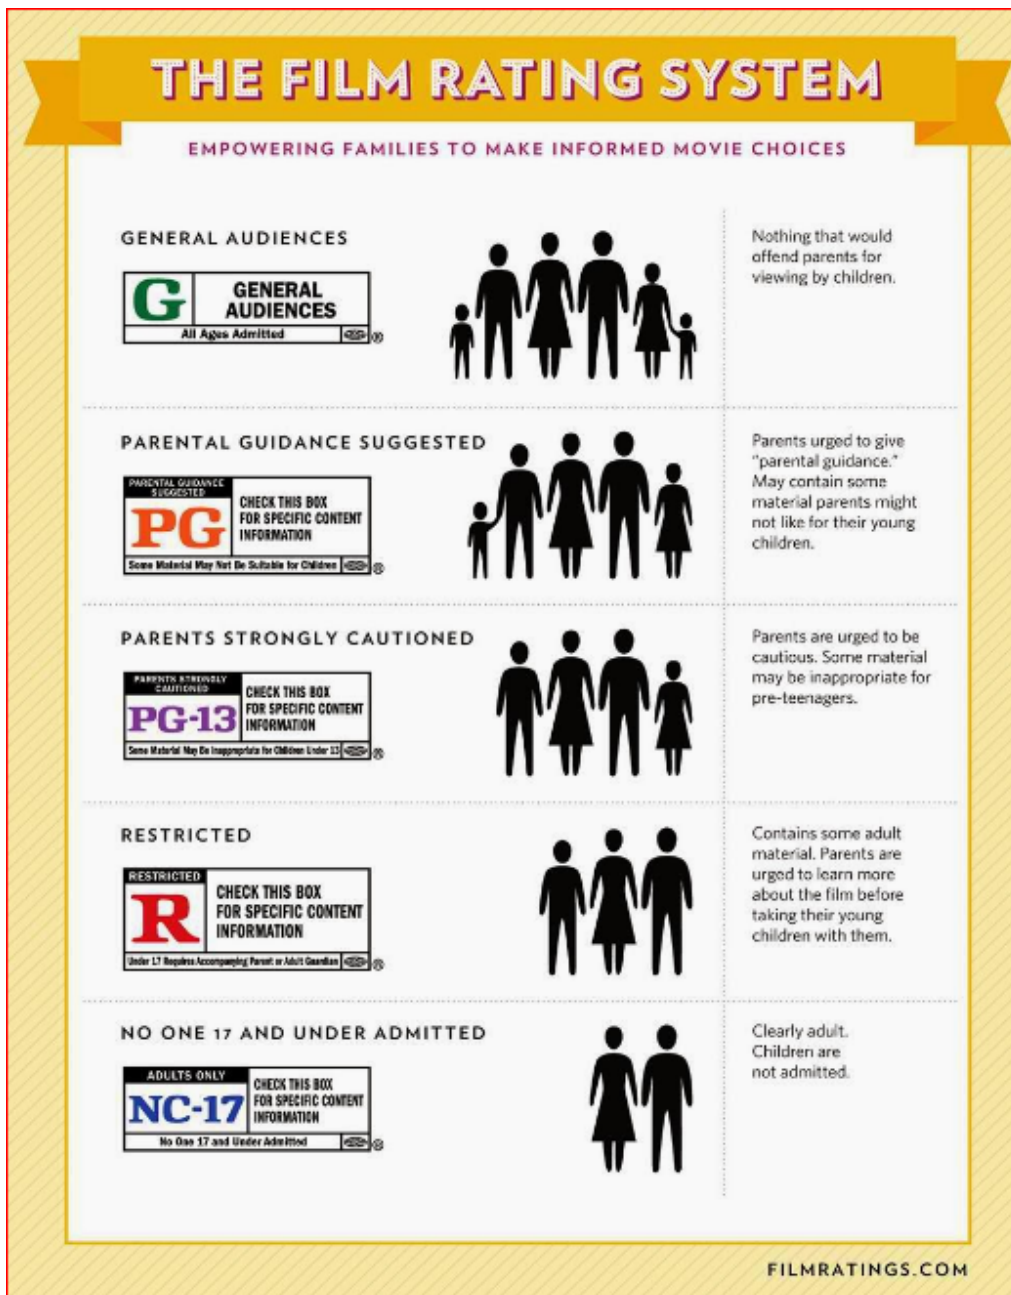 THE FILM RATING SYSTEM
EMPOWERING FAMILIES TO MAKE INFORMED MOVIE CHOICES
GENERAL AUDIENCES
G
GENERAL
AUDIENCES
All Ages Admitted
®
Nothing that would
offend parents for
viewing by children.
PARENTAL GUIDANCE SUGGESTED
PARENTAL GUIDANCE
SUGGESTED
PG
CHECK THIS BOX
FOR SPECIFIC CONTENT
INFORMATION
Some Material May Not Be Suitable for Children
®
Parents urged to give
"parental guidance."
May contain some
material parents might
not like for their young
children.
PARENTS STRONGLY CAUTIONED
PARENTS STRONGLY
CAUTIONED
PG-13
CHECK THIS BOX
FOR SPECIFIC CONTENT
INFORMATION
Some Material May Be Inappropriate for Children Under 13
®
Parents are urged to be
cautious. Some material
may be inappropriate for
pre-teenagers.
RESTRICTED
RESTRICTED
R
CHECK THIS BOX
FOR SPECIFIC CONTENT
INFORMATION
Under 17 Requires Accompanying Parent or Adult Guardian
®
Contains some adult
material. Parents are
urged to learn more
about the film before
taking their young
children with them.
NO ONE 17 AND UNDER ADMITTED
ADULTS ONLY
NC-17
CHECK THIS BOX
FOR SPECIFIC CONTENT
INFORMATION
No One 17 and Under Admitted
®
Clearly adult.
Children are
not admitted.
FILMRATINGS.COM